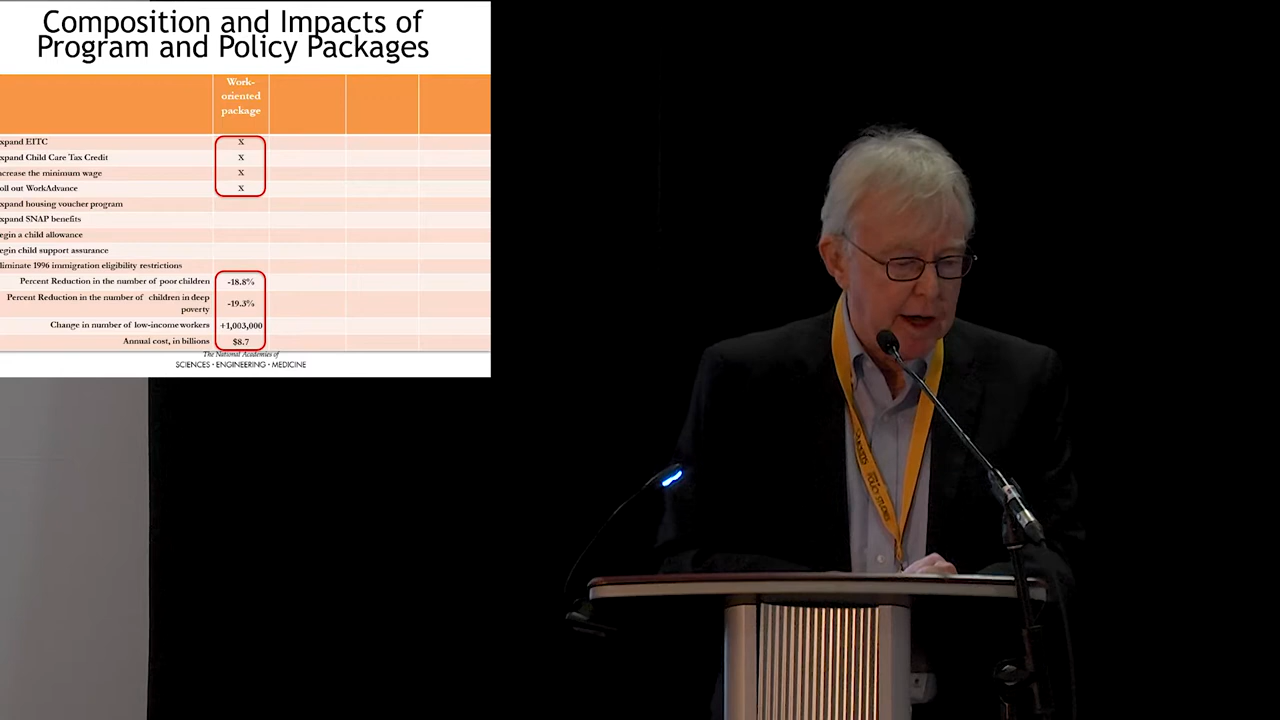 Composition and Impacts of
Program and Policy Packages
Work-
oriented
package
xpand EITC X
xpand Child Care Tax Credit X
ncrease the minimum wage X
oll out WorkAdvance X
xpand housing voucher program
xpand SNAP benefits
egin a child allowance
egin child support assurance
liminate 1996 immigration eligibility restrictions
Percent Reduction in the number of poor children -18.8%
Percent Reduction in the number of children in deep
poverty -19.3%
Change in number of low-income workers +1,003,000
Annual cost, in billions $8.7
The National Academies of
SCIENCES · ENGINEERING · MEDICINE
POLICY STUDIES